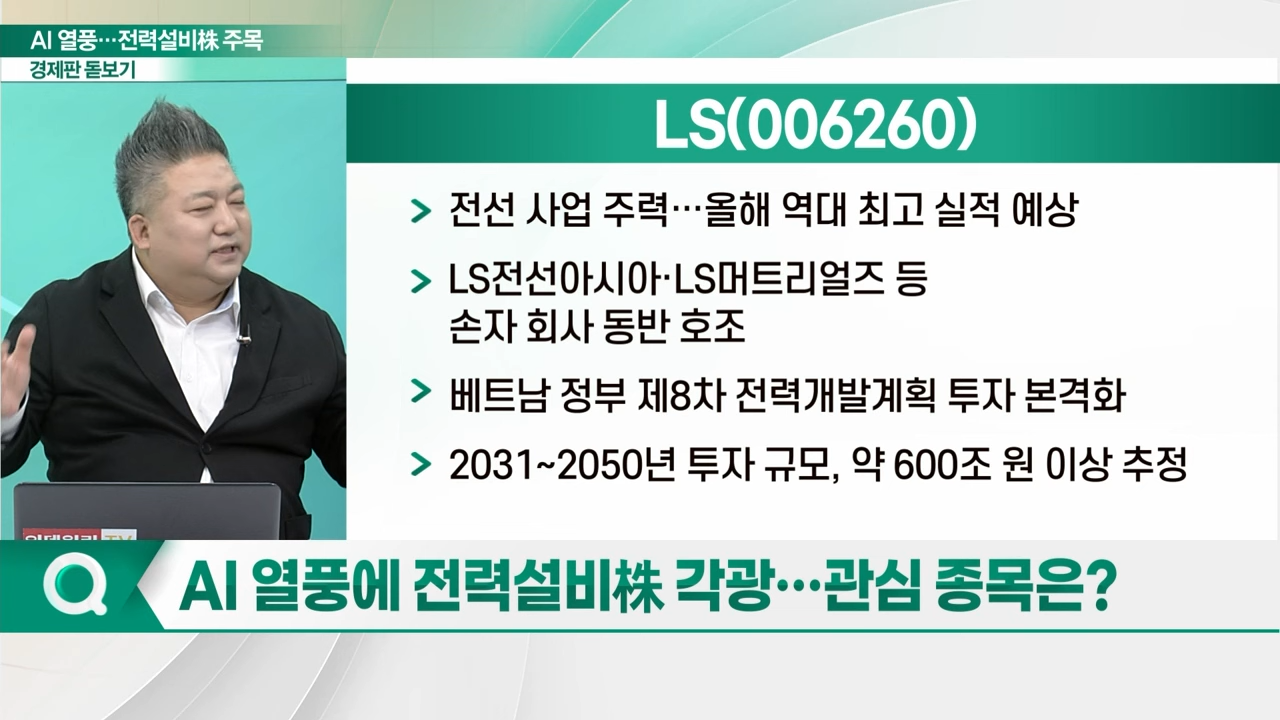 AI 열풍…전력설비株 주목
경제판 돋보기
LS(006260)
> 전선 사업 주력…올해 역대 최고 실적 예상
> LS전선아시아·LS머트리얼즈 등
손자 회사 동반 호조
> 베트남 정부 제8차 전력개발계획 투자 본격화
> 2031~2050년 투자 규모, 약 600조 원 이상 추정
AI 열풍에 전력설비株 각광…관심 종목은?